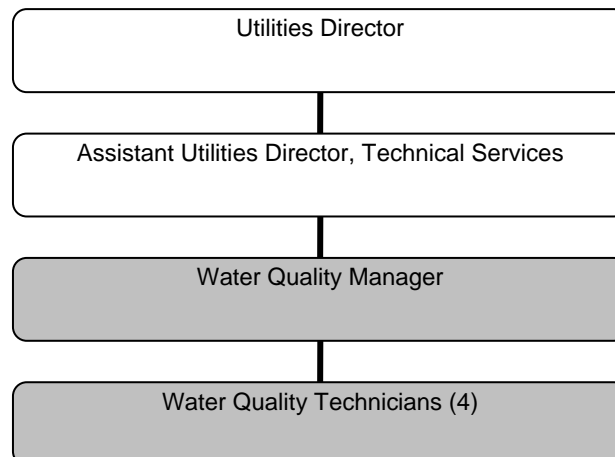 Utilities Director
Assistant Utilities Director, Technical Services
Water Quality Manager
Water Quality Technicians (4)